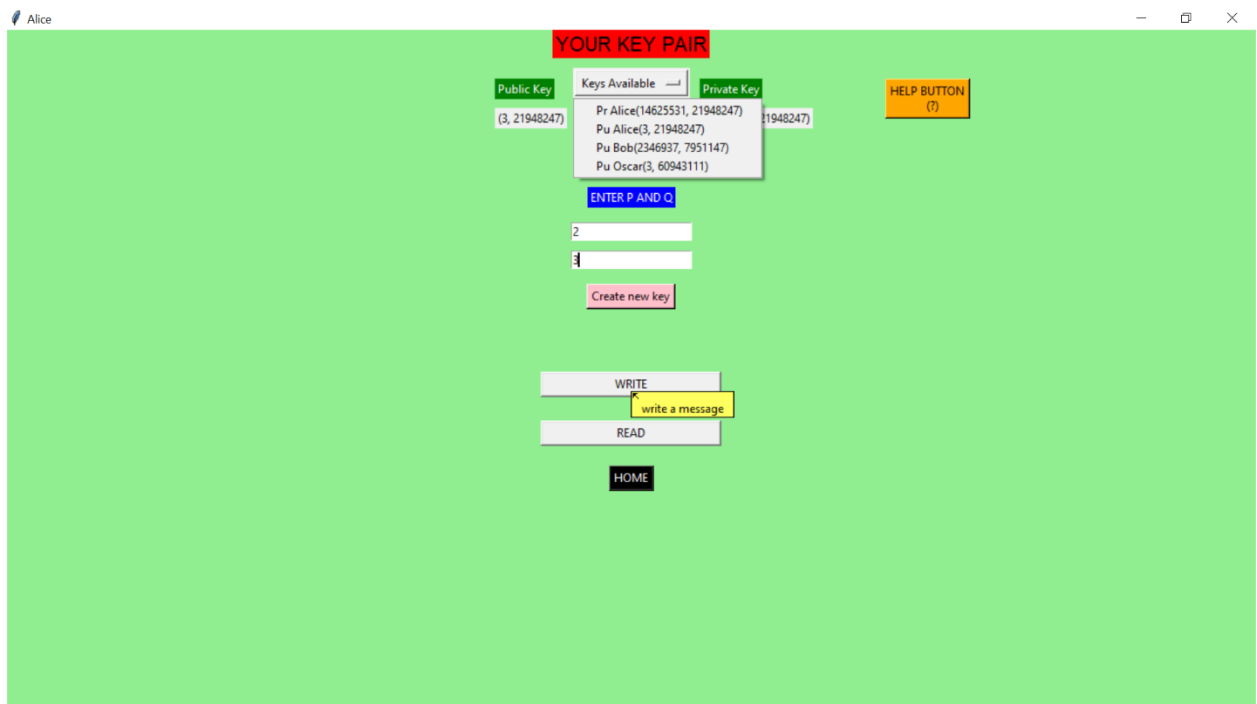 Alice
YOUR KEY PAIR
Public Key
Keys Available
Private Key
HELP BUTTON
(?)
(3, 21948247)
21948247)
Pr Alice(14625531, 21948247)
Pu Alice(3, 21948247)
Pu Bob(2346937, 7951147)
Pu Oscar(3, 60943111)
ENTER P AND Q
2
3
Create new key
WRITE
write a message
READ
HOME